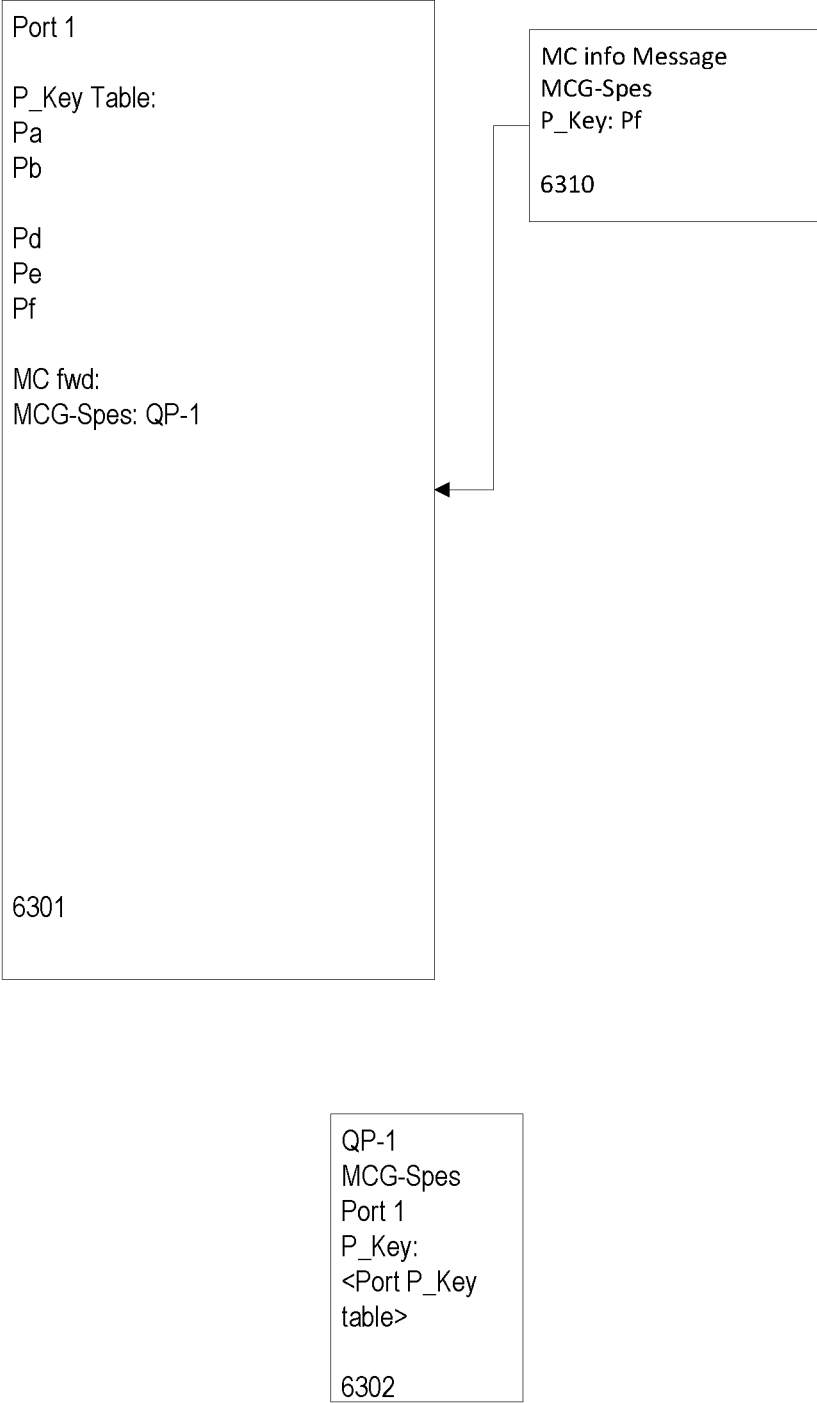 Port 1
P_Key Table:
Pa
Pb
Pd
Pe
Pf
MC fwd:
MCG-Spes: QP-1
6301
MC info Message
MCG-Spes
P_Key: Pf
6310
QP-1
MCG-Spes
Port 1
P_Key:
<Port P_Key
table>
6302